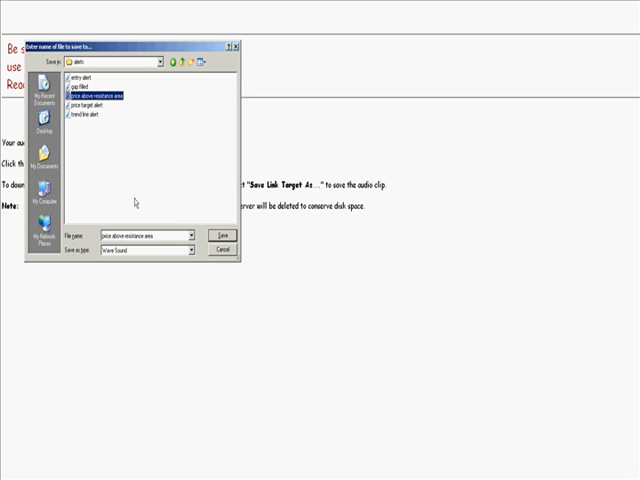 Be s
use
Read
Enter name of file to save to...
Save in:
alerts
entry alert
gap filled
price above resistance area
price target alert
trend line alert
My Recent
Documents
Desktop
My Documents
My Computer
My Network
Places
File name:
price above resistance area
Save
Save as type:
Wave Sound
Cancel
Your au
Click th
To down
t "Save Link Target As..." to save the audio clip.
Note:
erver will be deleted to conserve disk space.